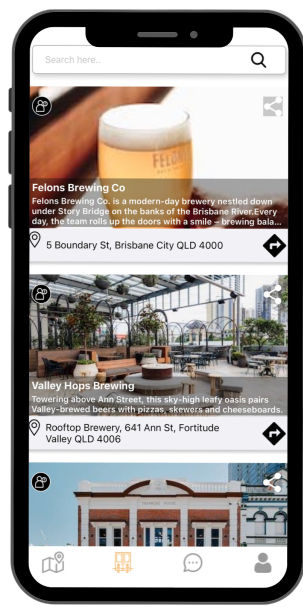 Search here..
FELONS
Felons Brewing Co
Felons Brewing Co. is a modern-day brewery nestled down
under Story Bridge on the banks of the Brisbane River.Every
day, the team rolls up the doors with a smile – brewing bala...
5 Boundary St, Brisbane City QLD 4000
Valley Hops Brewing
Towering above Ann Street, this sky-high leafy oasis pairs
Valley-brewed beers with pizzas, skewers and cheeseboards.
Rooftop Brewery, 641 Ann St, Fortitude
Valley QLD 4006